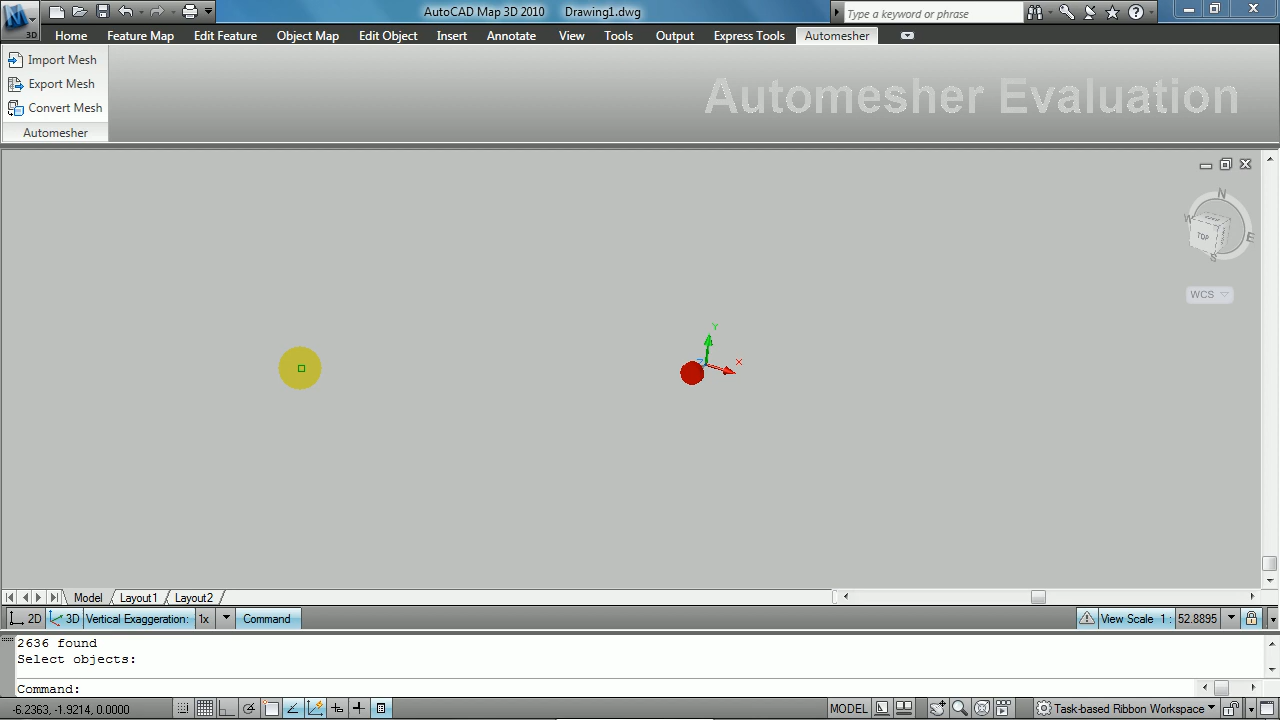 AutoCAD Map 3D 2010 Drawing1.dwg
Type a keyword or phrase
3D
Home Feature Map Edit Feature Object Map Edit Object Insert Annotate View Tools Output Express Tools Automesher
Import Mesh
Export Mesh
Convert Mesh
Automesher
Automesher Evaluation
N
W
E
S
TOP
WCS
Y
X
Z
Model Layout1 Layout2
2D 3D Vertical Exaggeration: 1x Command View Scale 1 : 52.8895
2636 found
Select objects:
Command:
-6.2363, -1.9214, 0.0000 MODEL Task-based Ribbon Workspace